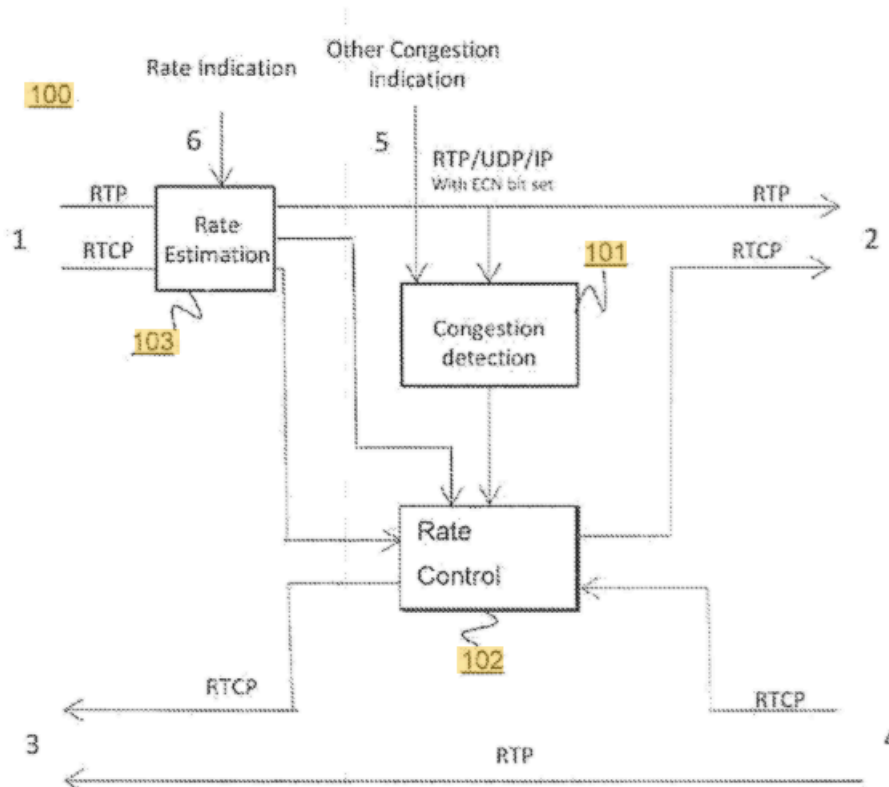 Other Congestion
Indication
Rate Indication
100
6
5
RTP/UDP/IP
With ECN bit set
RTP
RTP
1
Rate
Estimation
2
RTCP
RTCP
101
103
Congestion
detection
Rate
Control
102
RTCP
RTCP
3
4
RTP